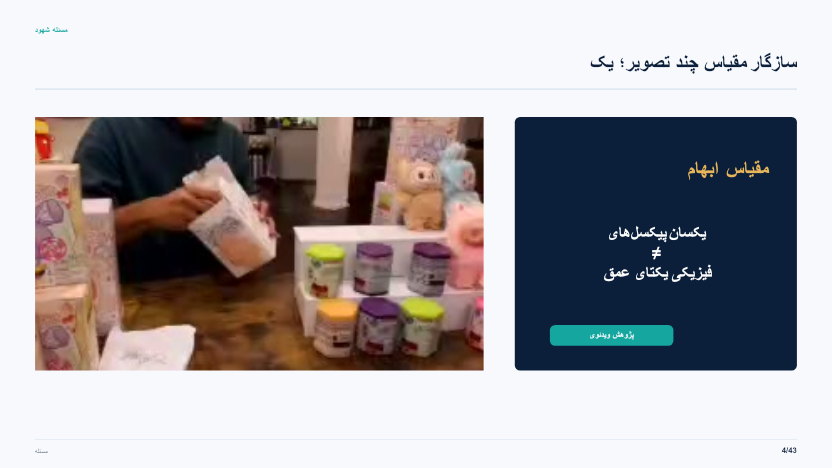 مسئله شهود
سازگار مقیاس چند تصویر؛ یک
مقیاس ابهام
یکسان پیکسل‌های
≠
فیزیکی یکتای عمق
پژوهش ویدئوی
4/43
مسئله